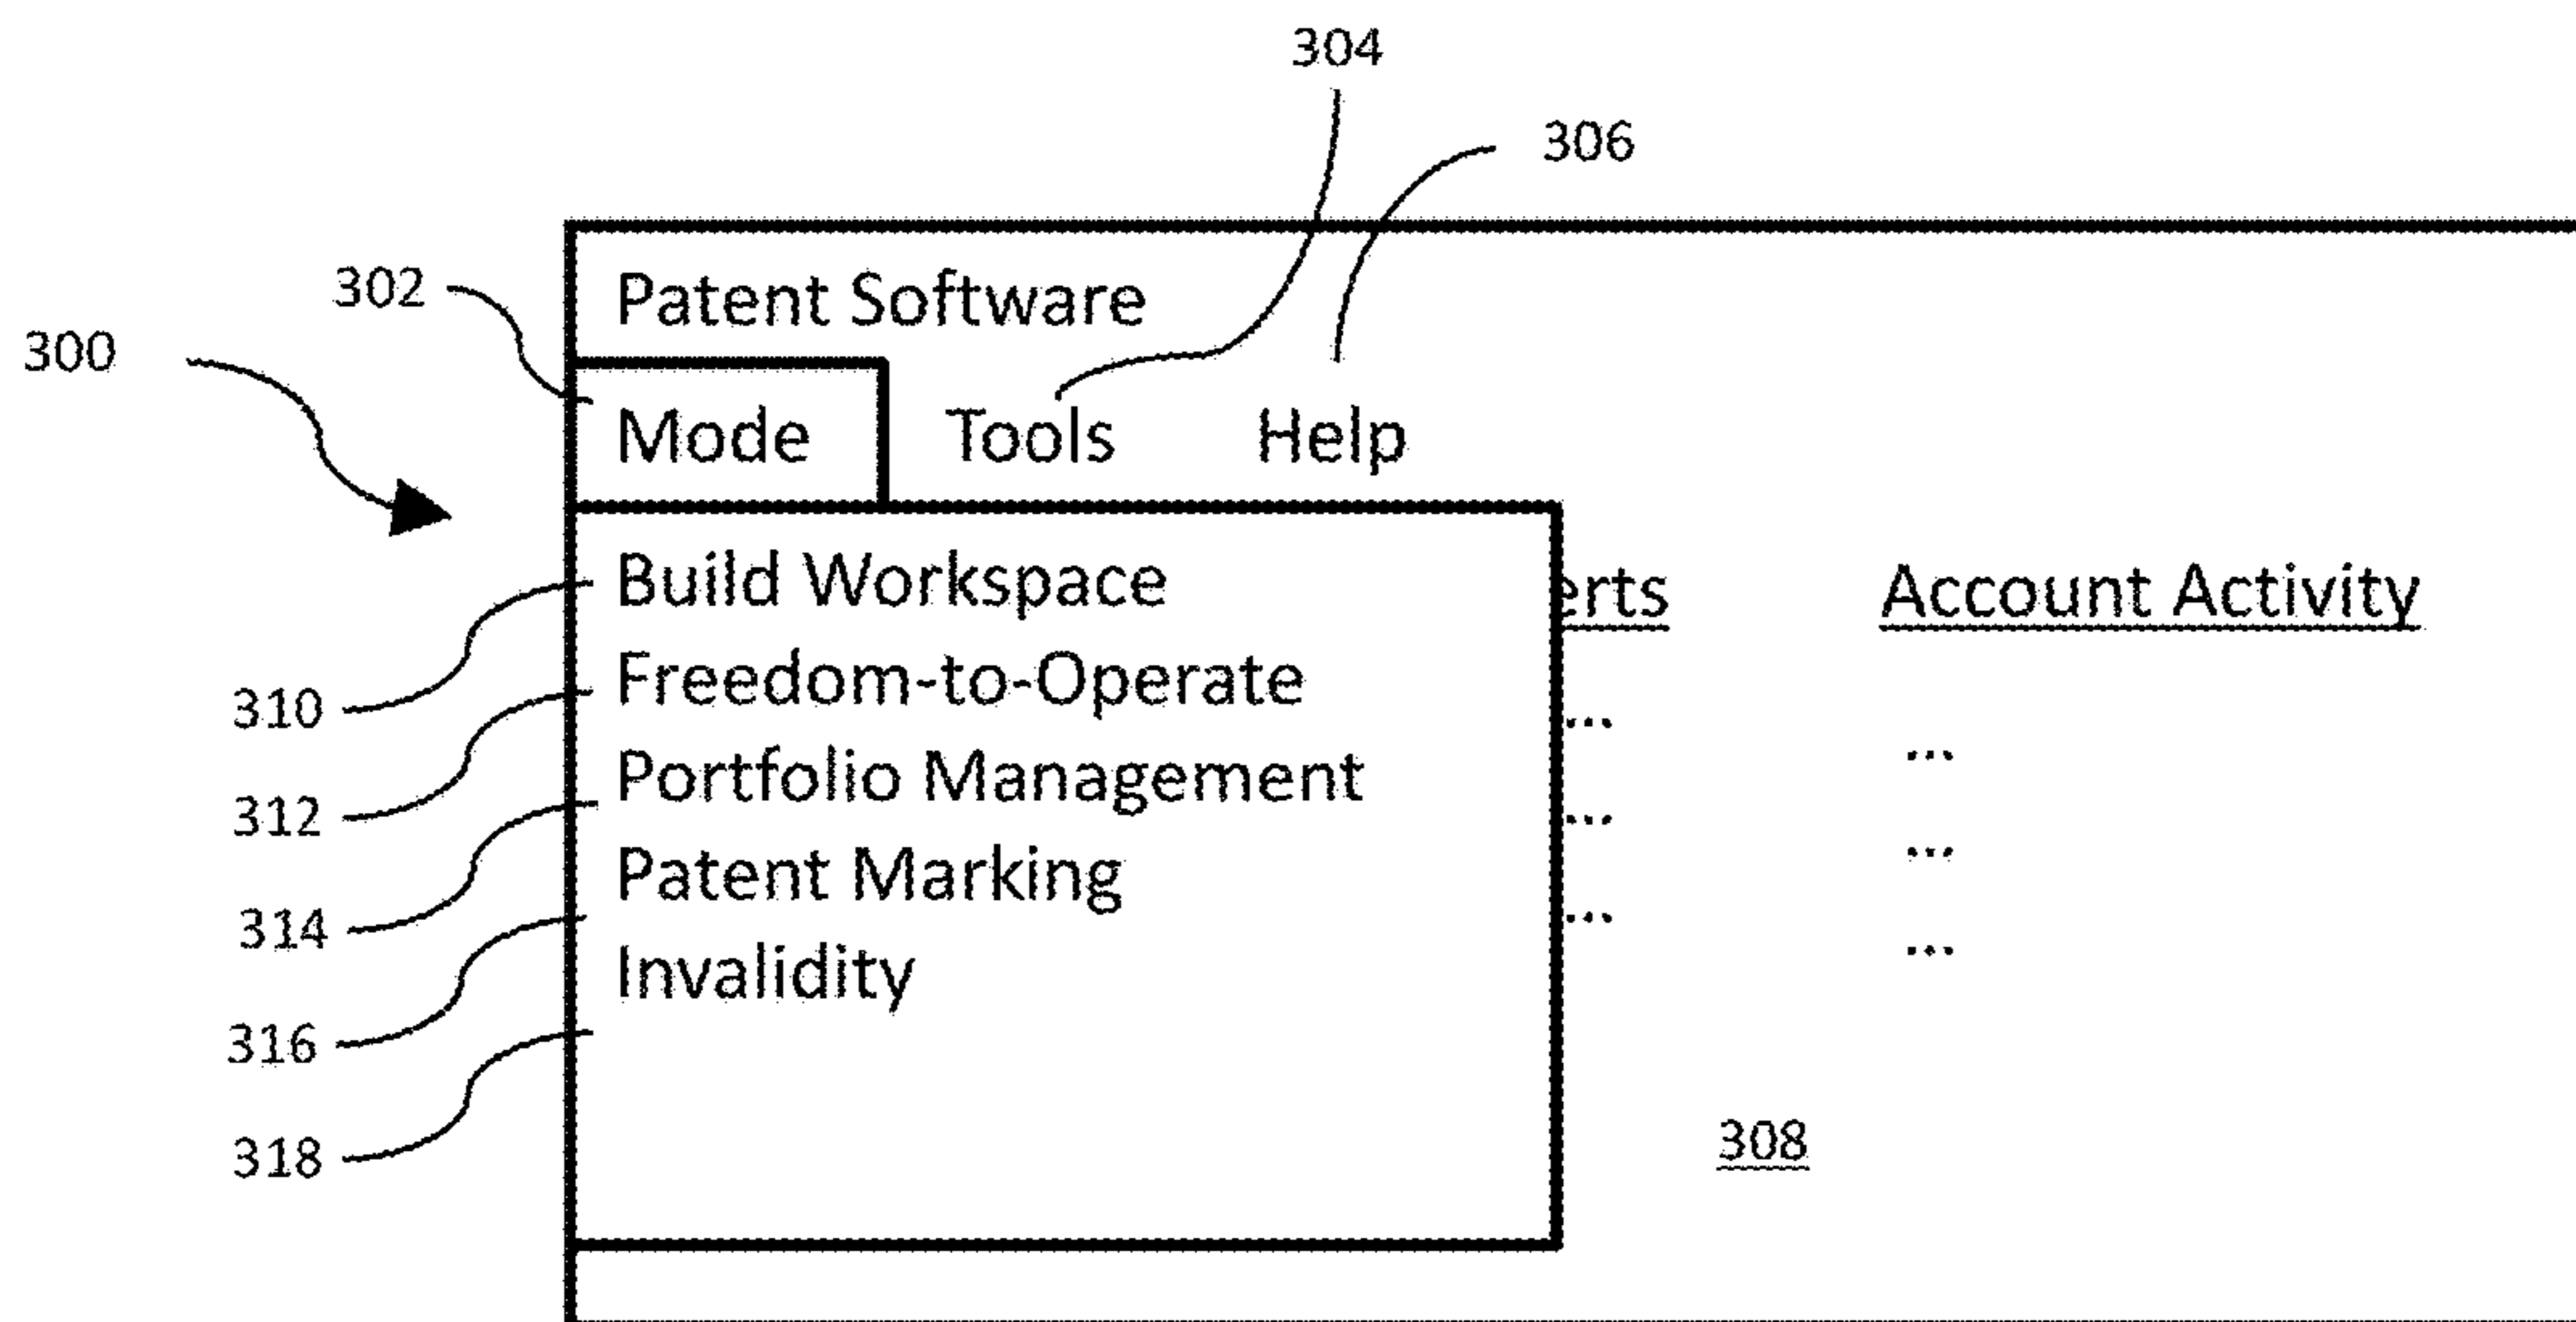 304
306
302
Patent Software
300
Mode Tools Help
Build Workspace
erts Account Activity
310
Freedom-to-Operate
...
312
Portfolio Management
...
...
314
Patent Marking
...
...
316
Invalidity
...
318
308